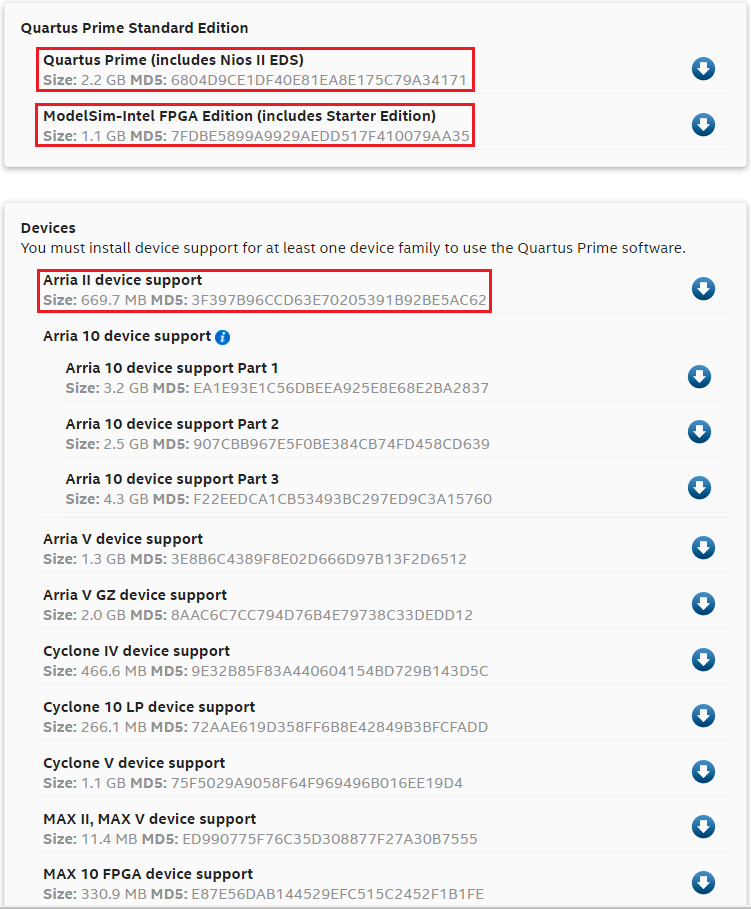 Quartus Prime Standard Edition
Quartus Prime (includes Nios II EDS)
Size: 2.2 GB MD5: 6804D9CE1DF40E81EA8E175C79A34171
ModelSim-Intel FPGA Edition (includes Starter Edition)
Size: 1.1 GB MD5: 7FDBE5899A9929AEDD517F410079AA35
Devices
You must install device support for at least one device family to use the Quartus Prime software.
Arria II device support
Size: 669.7 MB MD5: 3F397B96CCD63E70205391B92BE5AC62
Arria 10 device support i
Arria 10 device support Part 1
Size: 3.2 GB MD5: EA1E93E1C56DBEEA925E8E68E2BA2837
Arria 10 device support Part 2
Size: 2.5 GB MD5: 907CBB967E5F0BE384CB74FD458CD639
Arria 10 device support Part 3
Size: 4.3 GB MD5: F22EEDCA1CB53493BC297ED9C3A15760
Arria V device support
Size: 1.3 GB MD5: 3E8B6C4389F8E02D666D97B13F2D6512
Arria V GZ device support
Size: 2.0 GB MD5: 8AAC6C7CC794D76B4E79738C33DEDD12
Cyclone IV device support
Size: 466.6 MB MD5: 9E32B85F83A440604154BD729B143D5C
Cyclone 10 LP device support
Size: 266.1 MB MD5: 72AAE619D358FF6B8E42849B3BFCFADD
Cyclone V device support
Size: 1.1 GB MD5: 75F5029A9058F64F969496B016EE19D4
MAX II, MAX V device support
Size: 11.4 MB MD5: ED990775F76C35D308877F27A30B7555
MAX 10 FPGA device support
Size: 330.9 MB MD5: E87E56DAB144529EFC515C2452F1B1FE